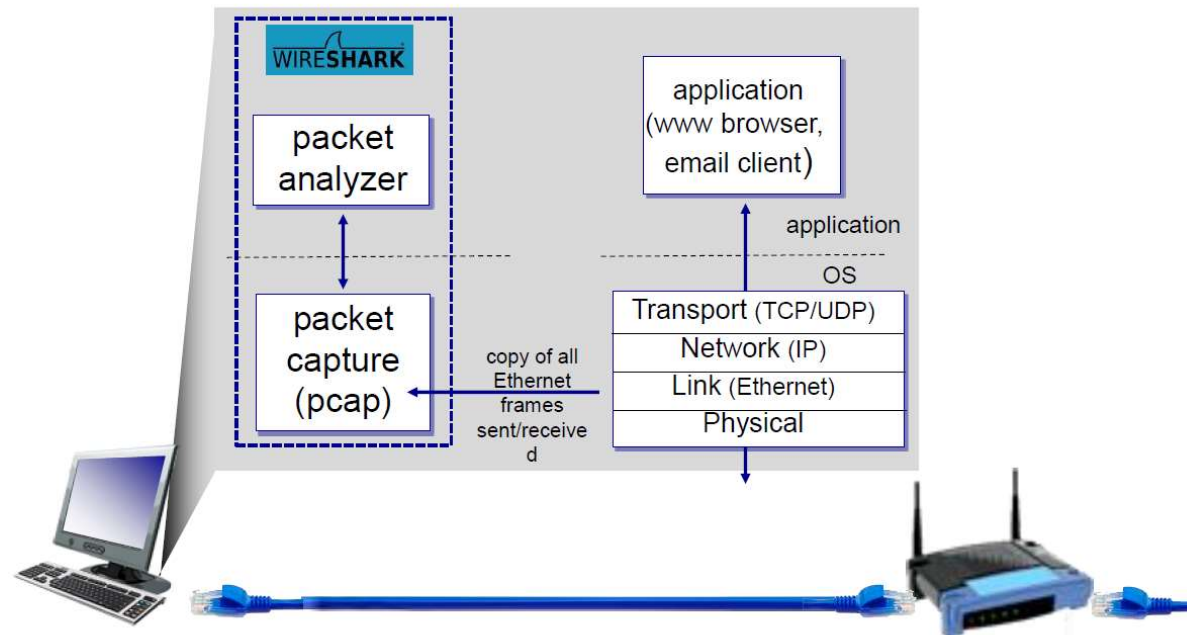 WIRESHARK
packet
analyzer
packet
capture
(pcap)
copy of all
Ethernet
frames
sent/receive
d
application
(www browser,
email client)
application
OS
Transport (TCP/UDP)
Network (IP)
Link (Ethernet)
Physical